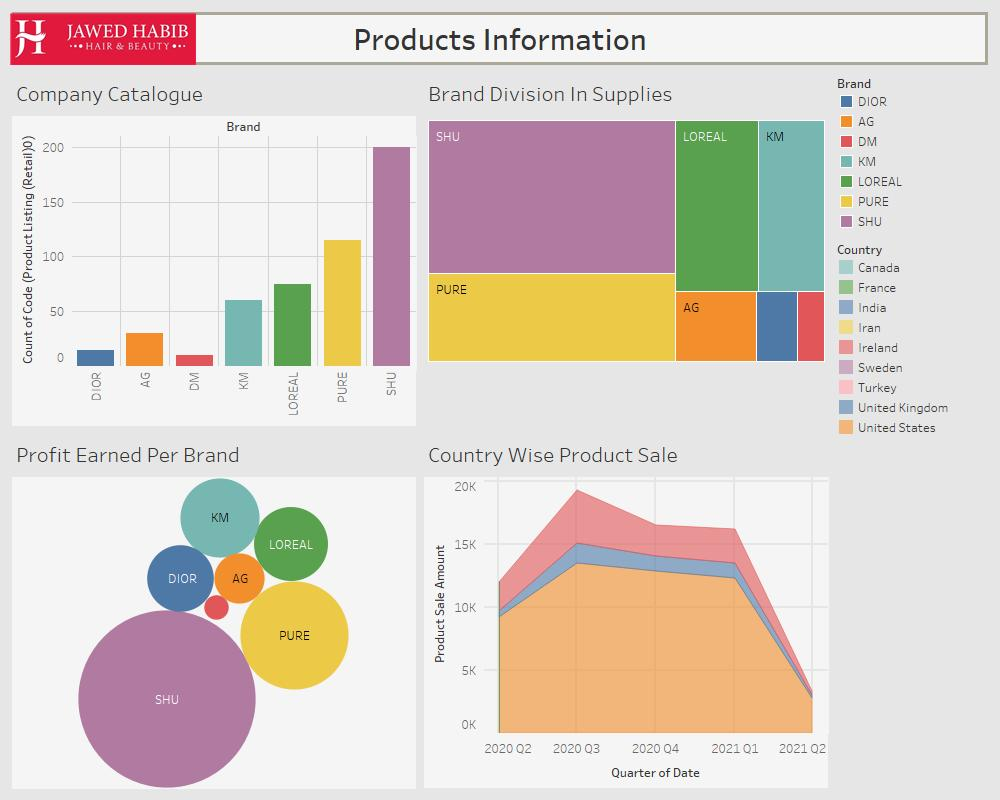 JAWED HABIB
HAIR & BEAUTY
Products Information
Company Catalogue
Brand
Count of Code (Product Listing (Retail)0)
200
150
100
50
0
DIOR
AG
DM
KM
LOREAL
PURE
SHU
Brand Division In Supplies
SHU
LOREAL
KM
PURE
AG
Brand
DIOR
AG
DM
KM
LOREAL
PURE
SHU
Country
Canada
France
India
Iran
Ireland
Sweden
Turkey
United Kingdom
United States
Profit Earned Per Brand
KM
LOREAL
DIOR
AG
PURE
SHU
Country Wise Product Sale
Product Sale Amount
20K
15K
10K
5K
0K
2020 Q2
2020 Q3
2020 Q4
2021 Q1
2021 Q2
Quarter of Date